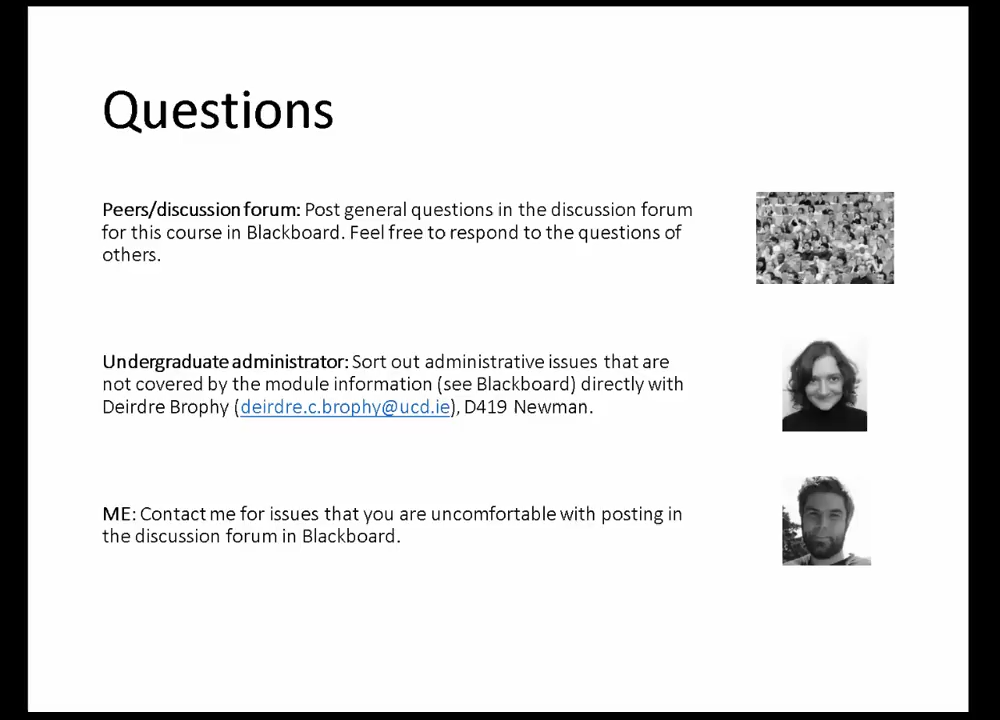 Questions
Peers/discussion forum: Post general questions in the discussion forum
for this course in Blackboard. Feel free to respond to the questions of
others.
Undergraduate administrator: Sort out administrative issues that are
not covered by the module information (see Blackboard) directly with
Deirdre Brophy (deirdre.c.brophy@ucd.ie), D419 Newman.
ME: Contact me for issues that you are uncomfortable with posting in
the discussion forum in Blackboard.